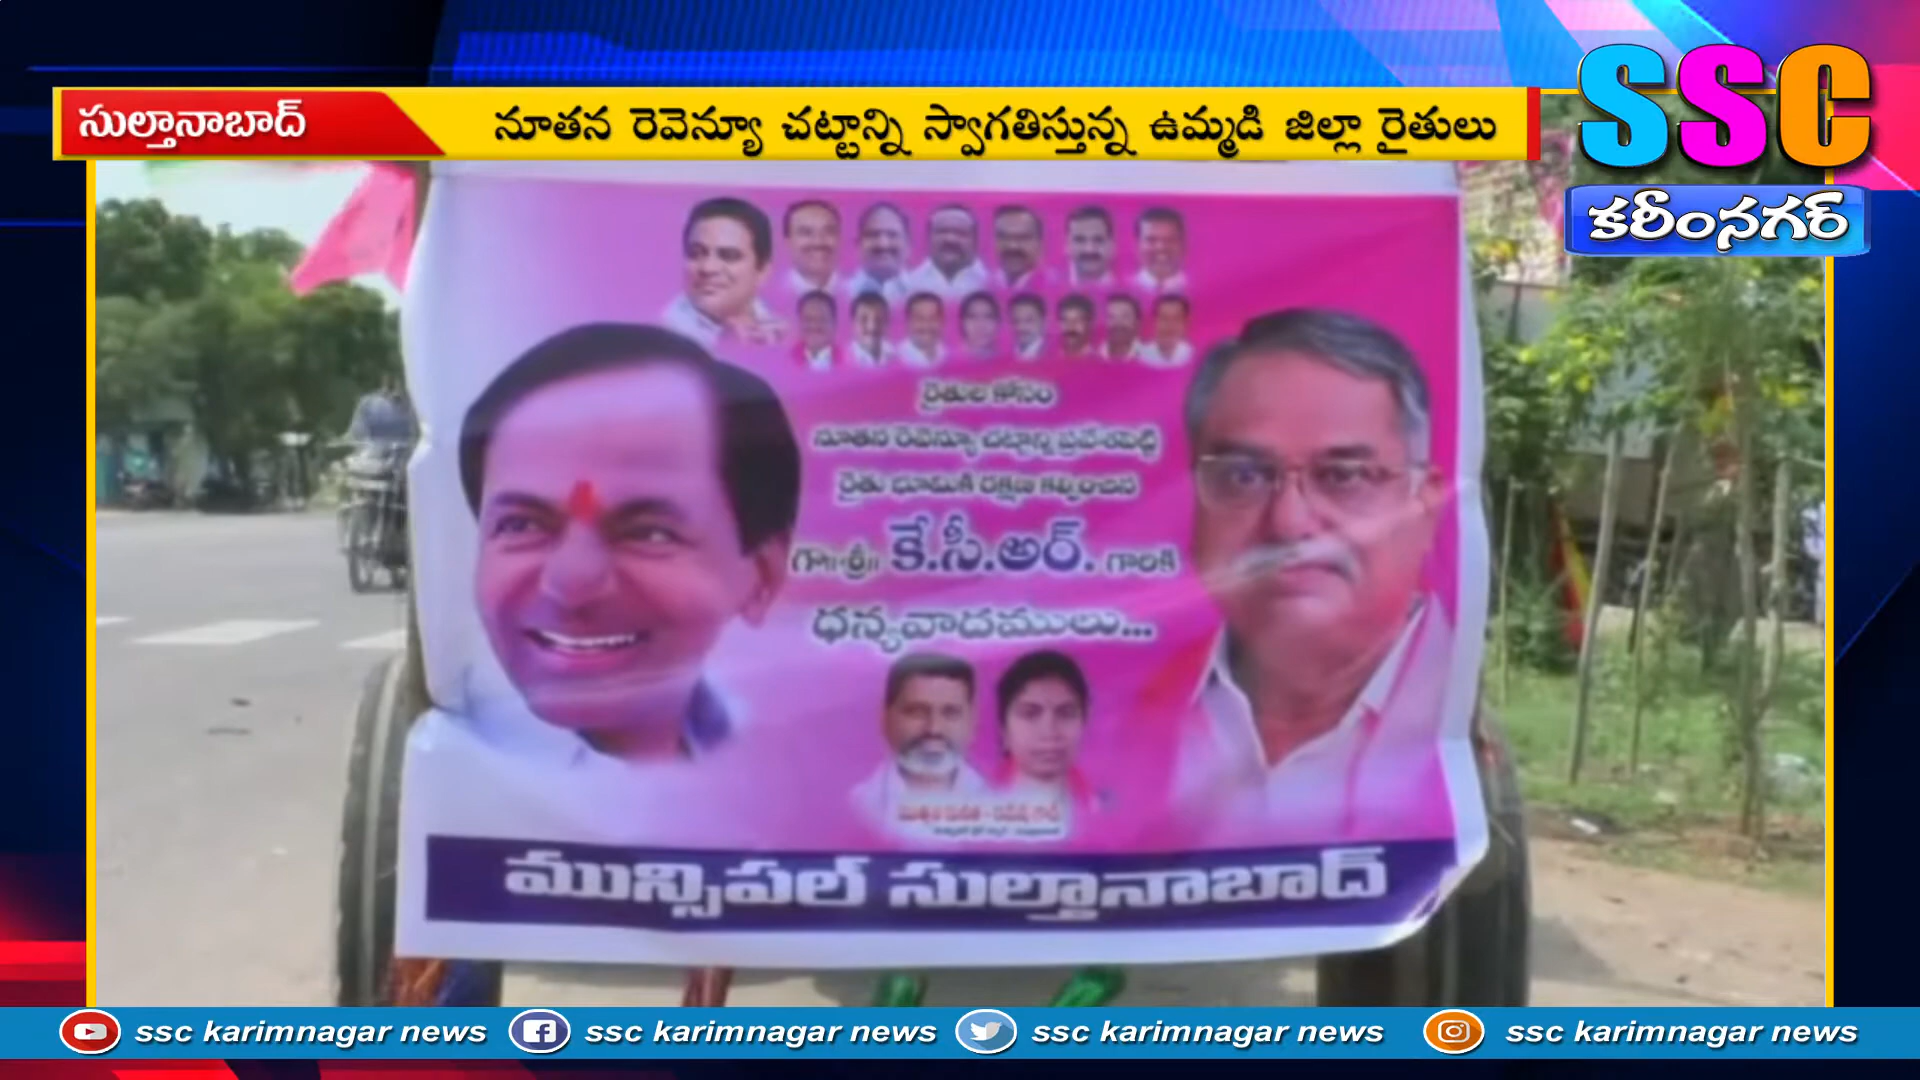 సుల్తానాబాద్
నూతన రెవెన్యూ చట్టాన్ని స్వాగతిస్తున్న ఉమ్మడి జిల్లా రైతులు
SSC
కరీంనగర్
రైతుల కోసం
నూతన రెవెన్యూ చట్టాన్ని ప్రవేశపెట్టి
రైతు భూమికి రక్షణ కల్పించిన
గా॥శ్రీ॥ కే.సీ.అర్. గారికి
ధన్యవాదములు...
మున్సిపల్ సుల్తానాబాద్
ssc karimnagar news ssc karimnagar news ssc karimnagar news ssc karimnagar news